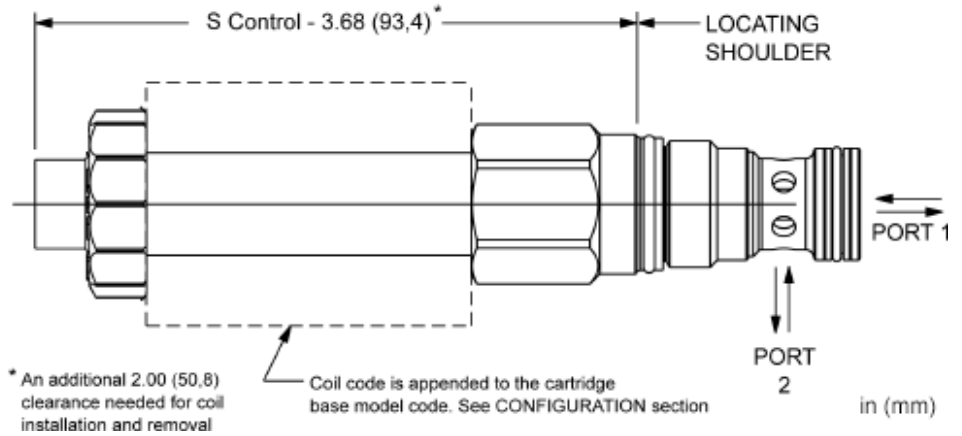 S Control - 3.68 (93,4)*
LOCATING
SHOULDER
PORT 1
PORT
2
* An additional 2.00 (50,8)
clearance needed for coil
installation and removal
Coil code is appended to the cartridge
base model code. See CONFIGURATION section
in (mm)